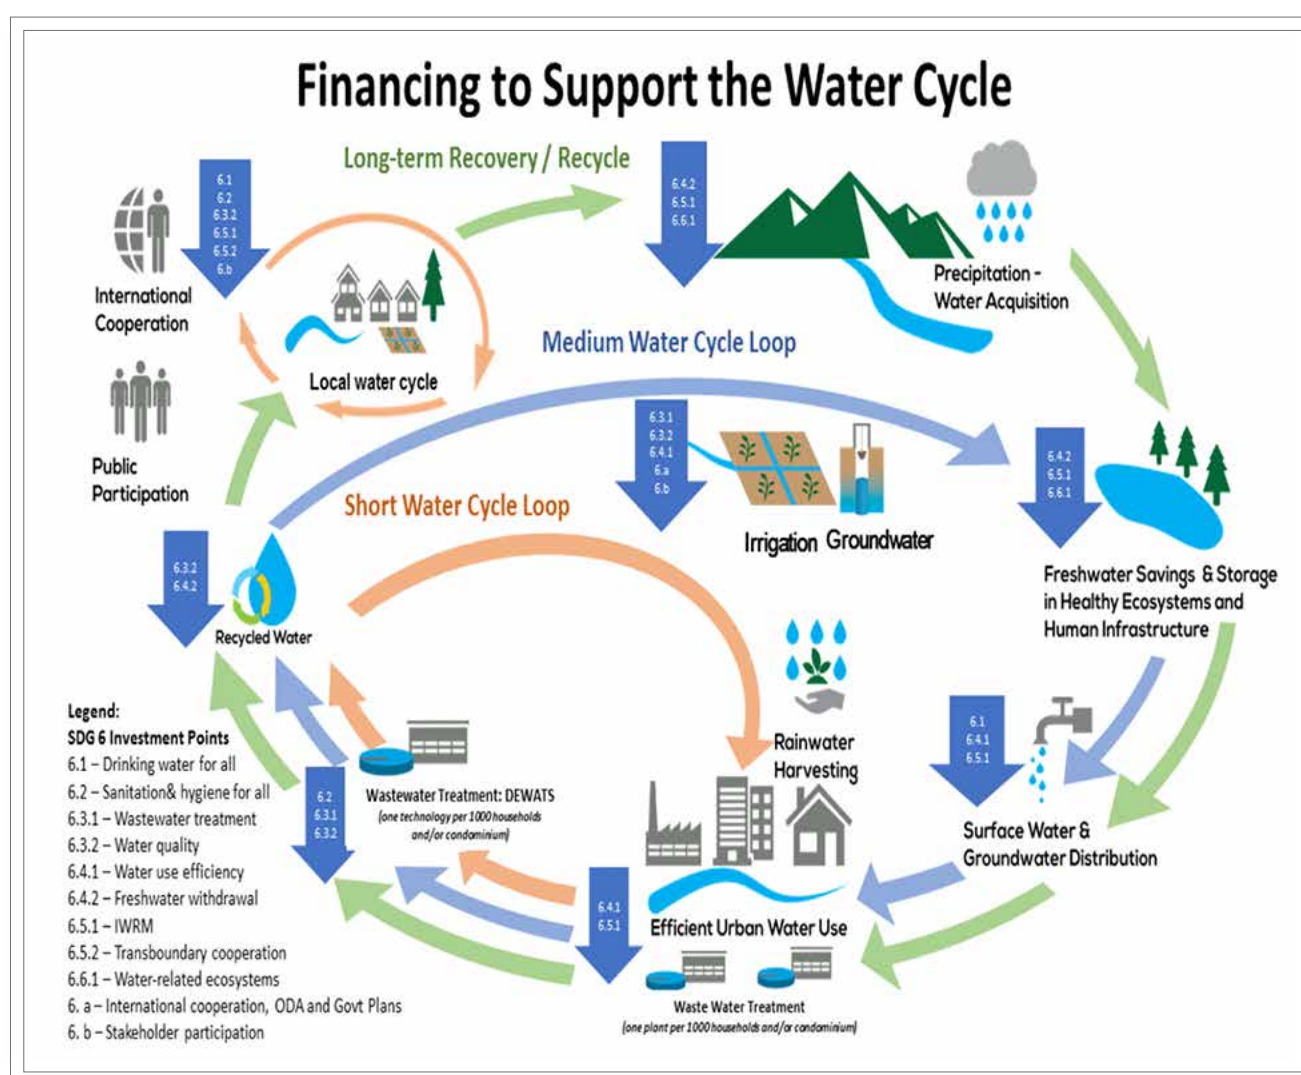 Financing to Support the Water Cycle
Long-term Recovery / Recycle
6.1
6.2
6.3.2
6.5.1
6.5.2
6.b
International
Cooperation
6.4.2
6.5.1
6.6.1
Precipitation -
Water Acquisition
Local water cycle
Public
Participation
Medium Water Cycle Loop
6.3.1
6.3.2
6.4.1
6.a
6.b
Irrigation
Groundwater
6.4.2
6.5.1
6.6.1
Freshwater Savings & Storage
in Healthy Ecosystems and
Human Infrastructure
Short Water Cycle Loop
6.3.2
6.4.2
Recycled Water
Rainwater
Harvesting
6.1
6.4.1
6.5.1
Surface Water &
Groundwater Distribution
Wastewater Treatment: DEWATS
(one technology per 1000 households
and/or condominium)
6.2
6.3.1
6.3.2
6.4.1
6.5.1
Efficient Urban Water Use
Waste Water Treatment
(one plant per 1000 households and/or condominium)
Legend:
SDG 6 Investment Points
6.1 – Drinking water for all
6.2 – Sanitation& hygiene for all
6.3.1 – Wastewater treatment
6.3.2 – Water quality
6.4.1 – Water use efficiency
6.4.2 – Freshwater withdrawal
6.5.1 – IWRM
6.5.2 – Transboundary cooperation
6.6.1 – Water-related ecosystems
6. a – International cooperation, ODA and Govt Plans
6. b – Stakeholder participation